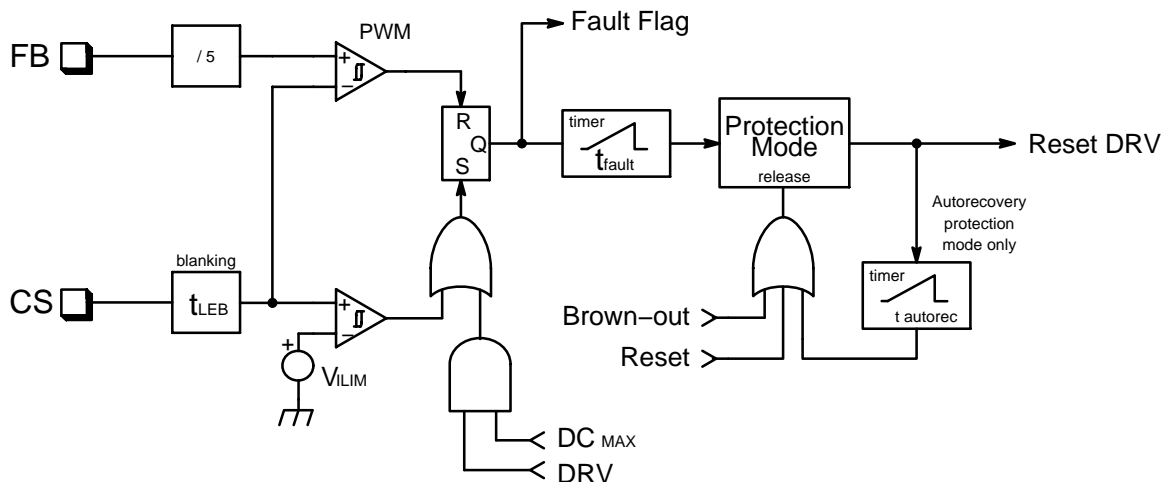 FB
/ 5
+
−
PWM
R
Q
S
Fault Flag
timer
tfault
Protection
Mode
release
Reset DRV
Autorecovery
protection
mode only
timer
t autorec
blanking
tLEB
CS
+
−
+
VILIM
Brown−out
Reset
DC MAX
DRV